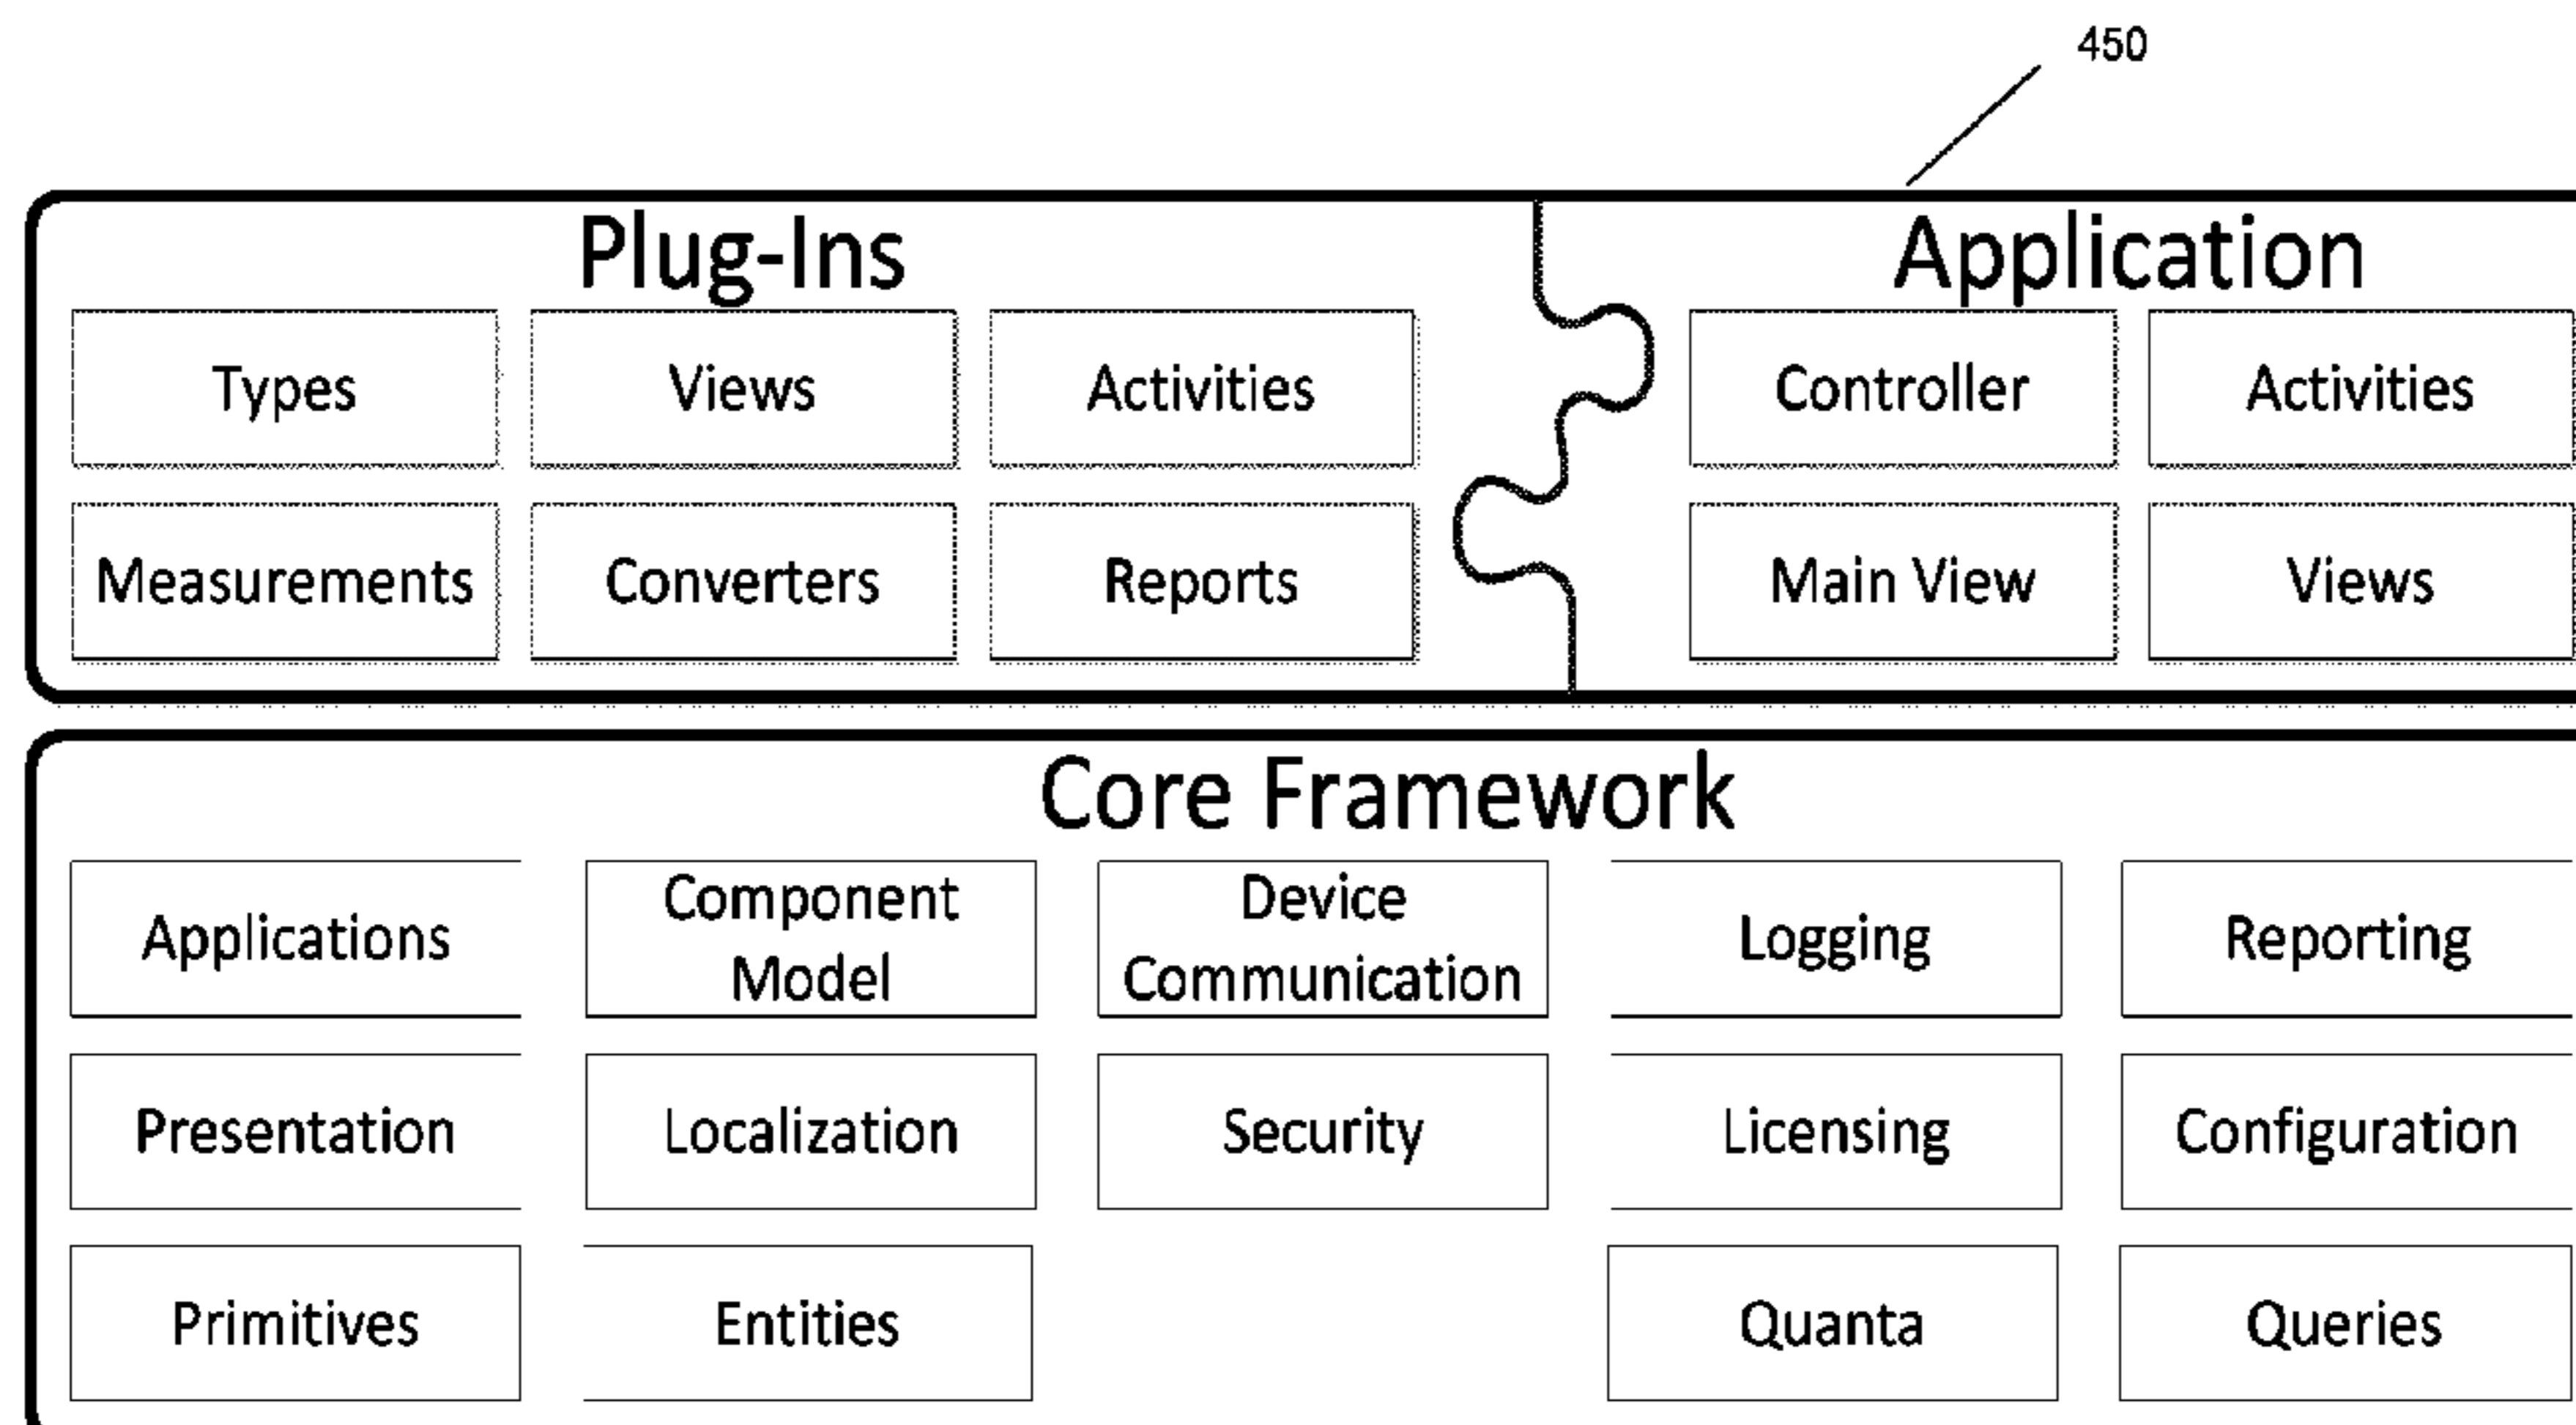 450
Plug-Ins
Types
Views
Activities
Measurements
Converters
Reports
Application
Controller
Activities
Main View
Views
Core Framework
Applications
Component
Model
Device
Communication
Logging
Reporting
Presentation
Localization
Security
Licensing
Configuration
Primitives
Entities
Quanta
Queries